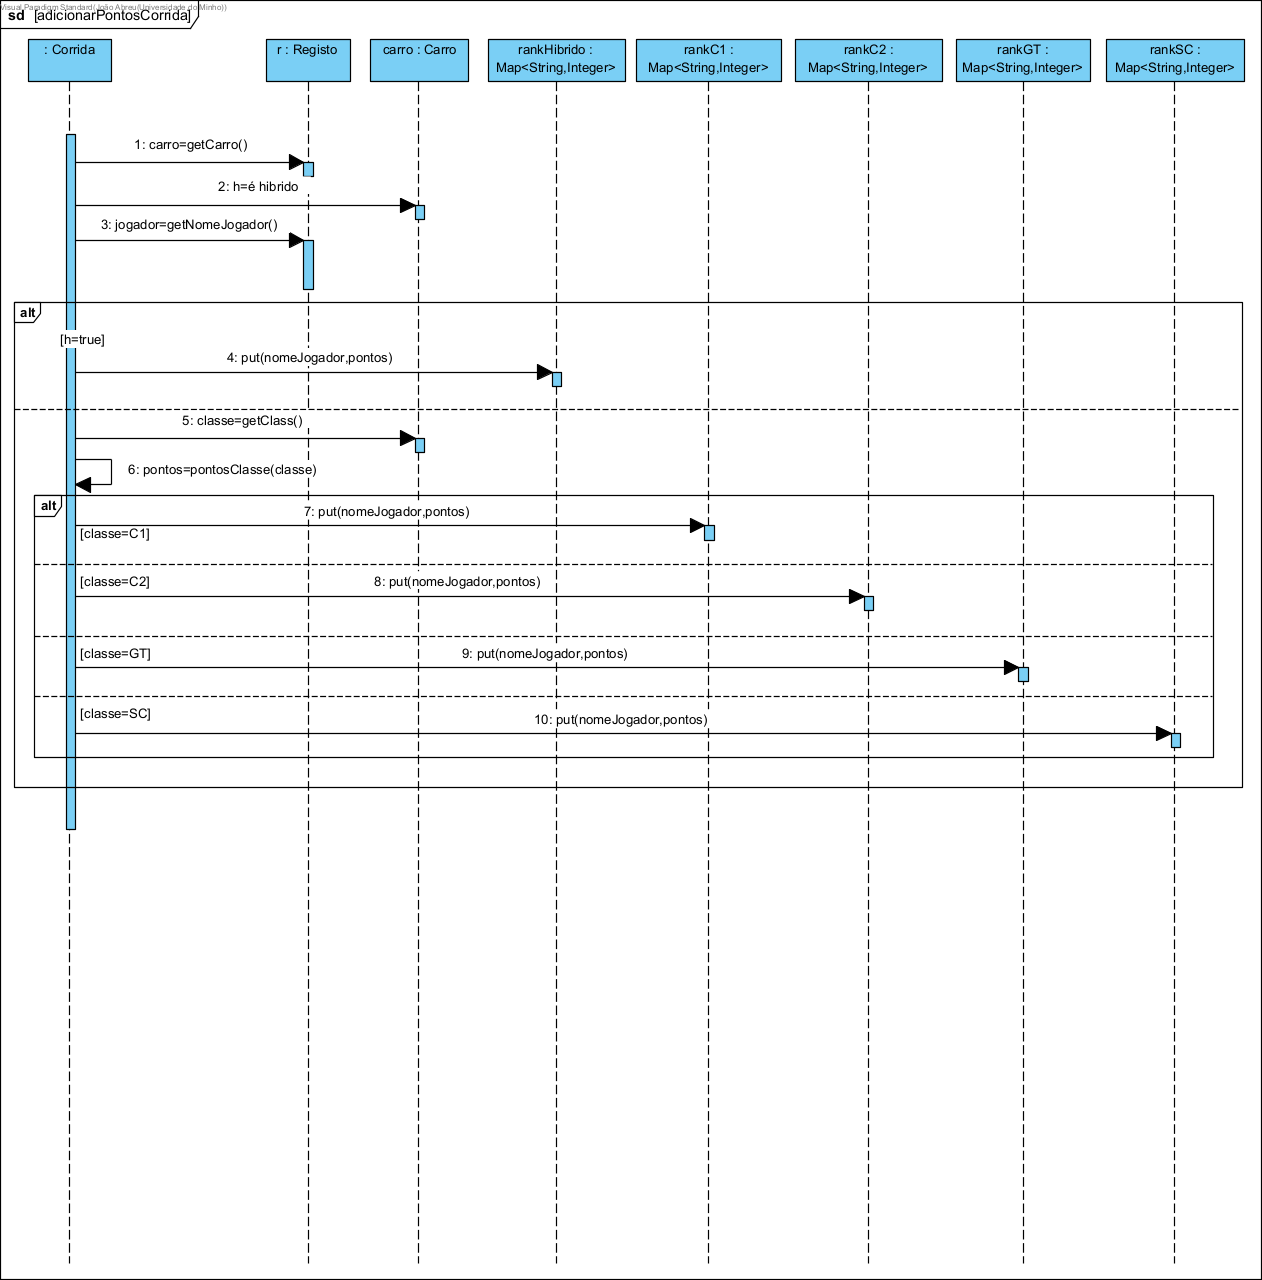 Visual Paradigm Standard(João Abreu(Universidade do Minho))
sd [adicionarPontosCorrida]
: Corrida
r : Registo
carro : Carro
rankHibrido :
Map<String,Integer>
rankC1 :
Map<String,Integer>
rankC2 :
Map<String,Integer>
rankGT :
Map<String,Integer>
rankSC :
Map<String,Integer>
1: carro=getCarro()
2: h=é hibrido
3: jogador=getNomeJogador()
alt
[h=true]
4: put(nomeJogador,pontos)
5: classe=getClass()
6: pontos=pontosClasse(classe)
alt
7: put(nomeJogador,pontos)
[classe=C1]
[classe=C2]
8: put(nomeJogador,pontos)
[classe=GT]
9: put(nomeJogador,pontos)
[classe=SC]
10: put(nomeJogador,pontos)